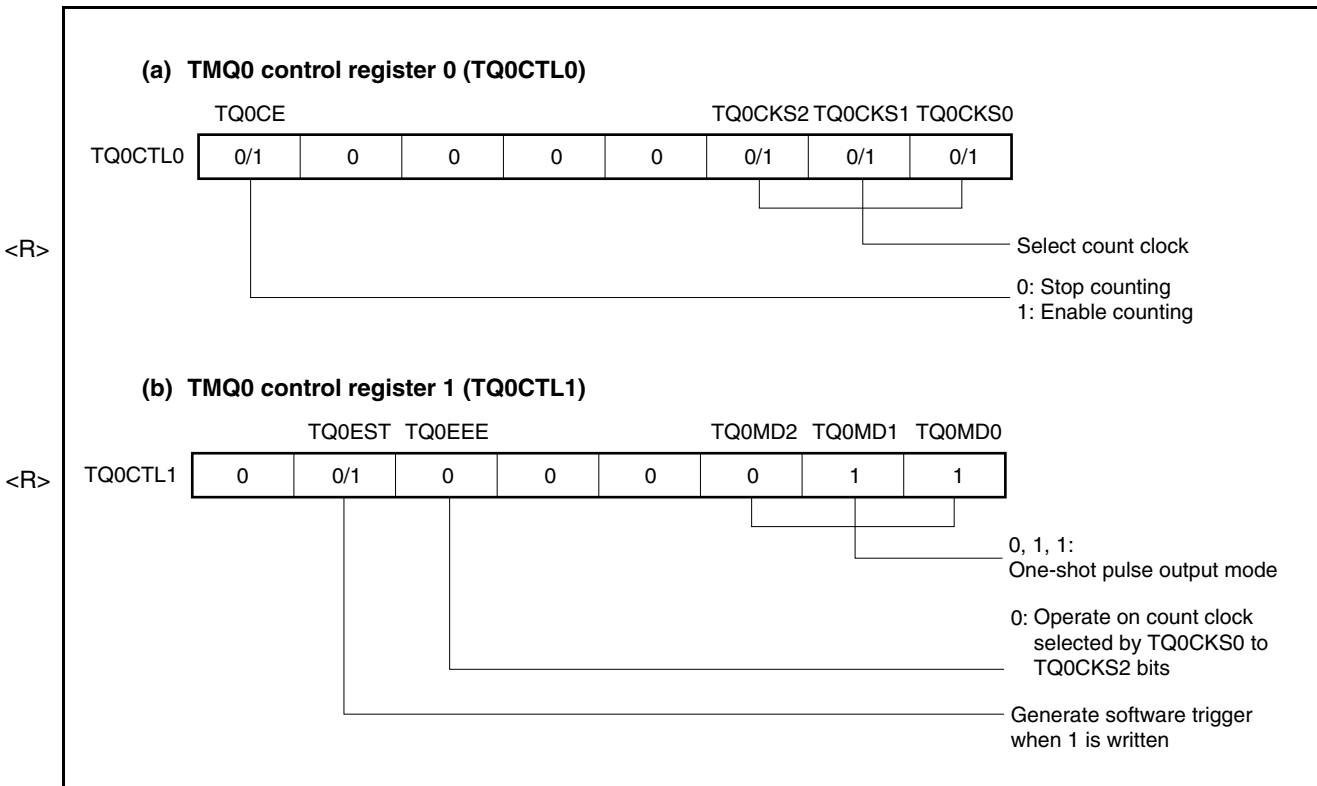 (a) TMQ0 control register 0 (TQ0CTL0)
TQ0CE TQ0CKS2 TQ0CKS1 TQ0CKS0
TQ0CTL0 0/1 0 0 0 0 0/1 0/1 0/1
<R> Select count clock
0: Stop counting
1: Enable counting
(b) TMQ0 control register 1 (TQ0CTL1)
TQ0EST TQ0EEE TQ0MD2 TQ0MD1 TQ0MD0
<R> TQ0CTL1 0 0/1 0 0 0 0 1 1
0, 1, 1:
One-shot pulse output mode
0: Operate on count clock
selected by TQ0CKS0 to
TQ0CKS2 bits
Generate software trigger
when 1 is written